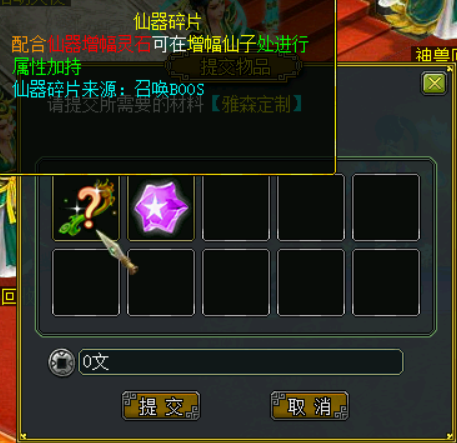 仙器碎片
配合仙器增幅灵石可在增幅仙子处进行
属性加持
提交物品
仙器碎片来源：召唤BOOS
请提交所需要的材料【雅森定制】
神兽
回
0文
提交
取消